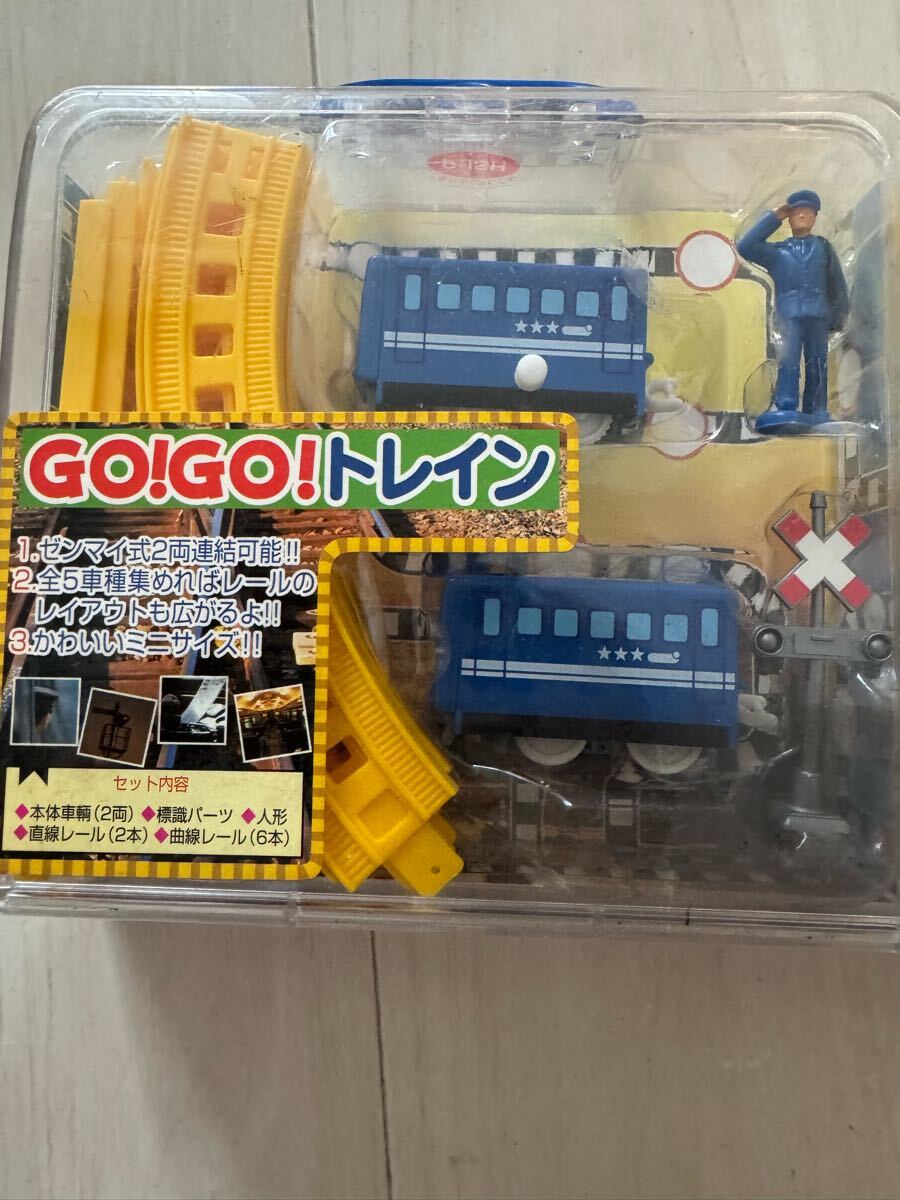 GO!GO!トレイン
1.ゼンマイ式2両連結可能!!
2.全5車種集めればレールの
レイアウトも広がるよ!!
3.かわいいミニサイズ!!
セット内容
◆本体車輌(2両) ◆標識パーツ ◆人形
◆直線レール(2本) ◆曲線レール(6本)